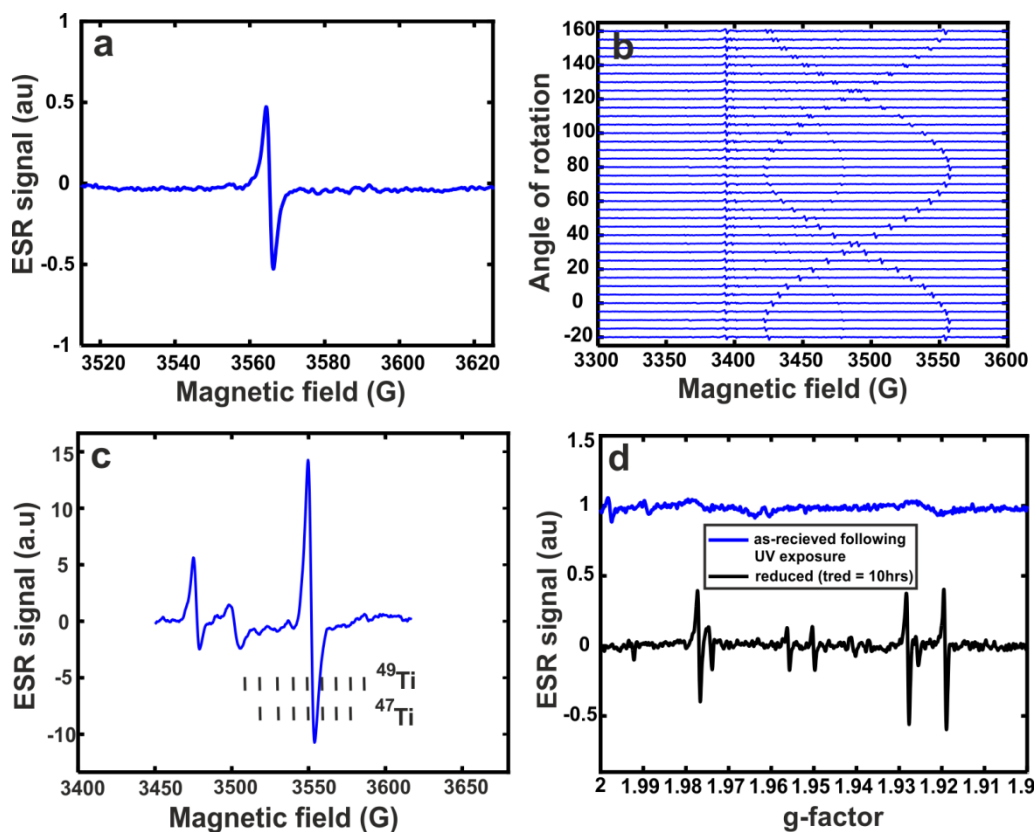 a
1
0.5
0
-0.5
-1
ESR signal (au)
3520 3540 3560 3580 3600 3620
Magnetic field (G)
b
160
140
120
100
80
60
40
20
0
-20
Angle of rotation
3300 3400 3450 3500 3550 3600
Magnetic field (G)
c
15
10
5
0
-5
-10
ESR signal (a.u)
49Ti
47Ti
3400 3450 3500 3550 3600 3650
Magnetic field (G)
d
1.5
1
0.5
0
-0.5
ESR signal (au)
as-recieved following
UV exposure
reduced (tred = 10hrs)
2 1.99 1.98 1.97 1.96 1.95 1.94 1.93 1.92 1.91 1.9
g-factor